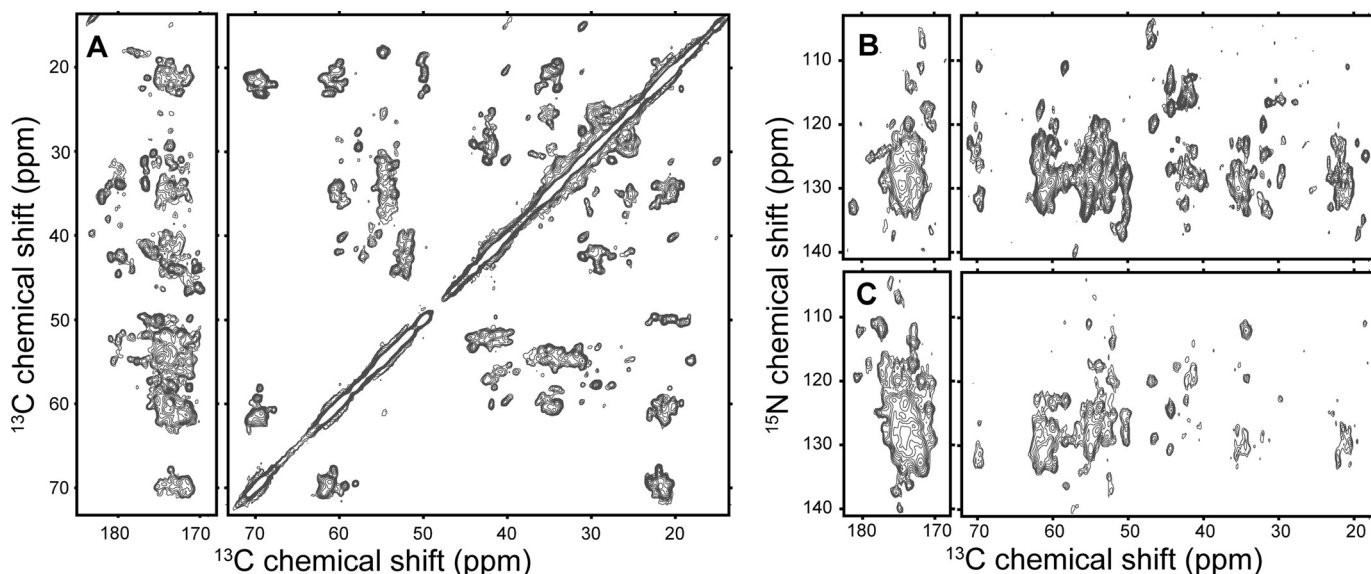 A
20
30
40
50
60
70
¹³C chemical shift (ppm)
180 170 70 60 50 40 30 20
¹³C chemical shift (ppm)
B
110
120
130
140
C
110
120
130
140
¹⁵N chemical shift (ppm)
180 170 70 60 50 40 30 20
¹³C chemical shift (ppm)